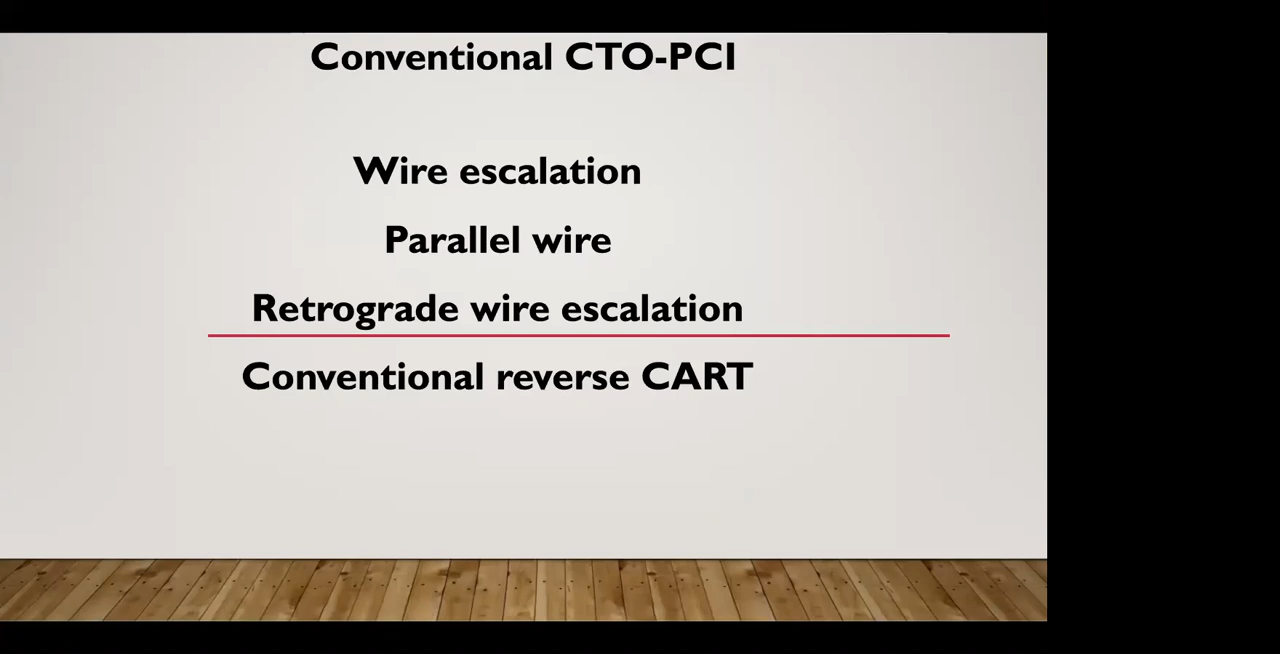 Conventional CTO-PCI
Wire escalation
Parallel wire
Retrograde wire escalation
Conventional reverse CART